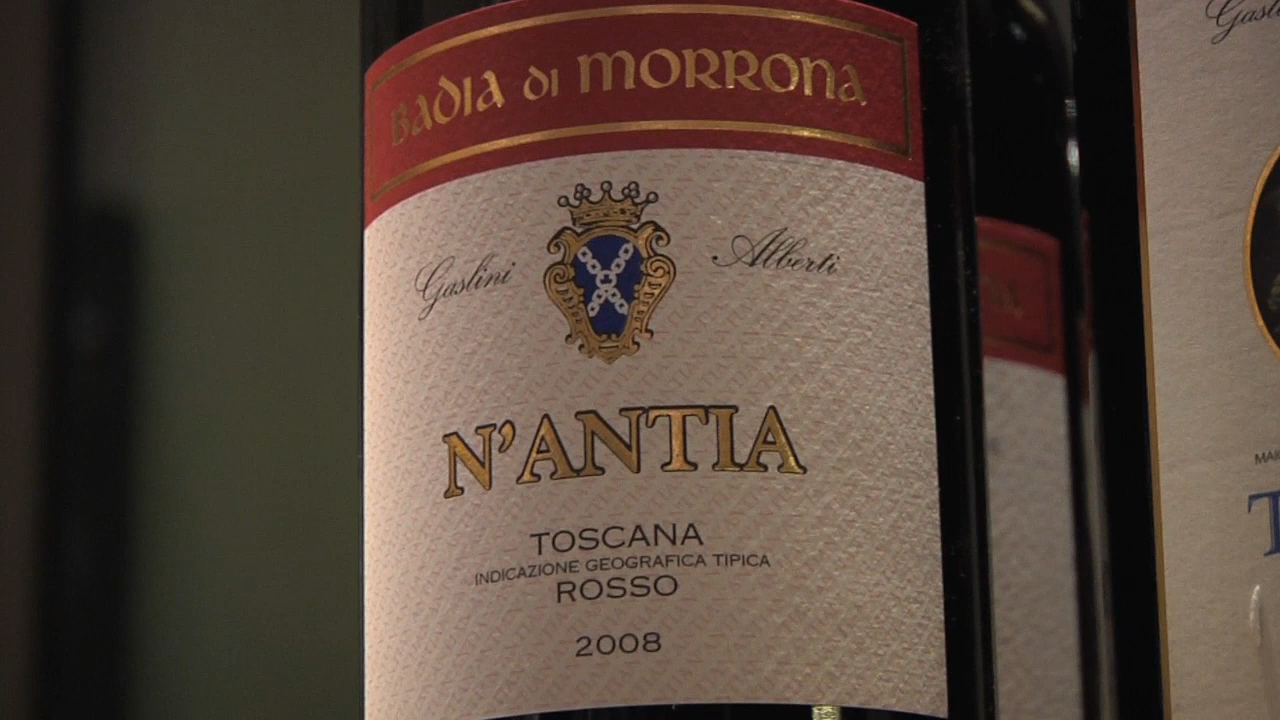 BADIA DI MORRONA
Gaslini Alberti
N'ANTIA
TOSCANA
INDICAZIONE GEOGRAFICA TIPICA
ROSSO
2008